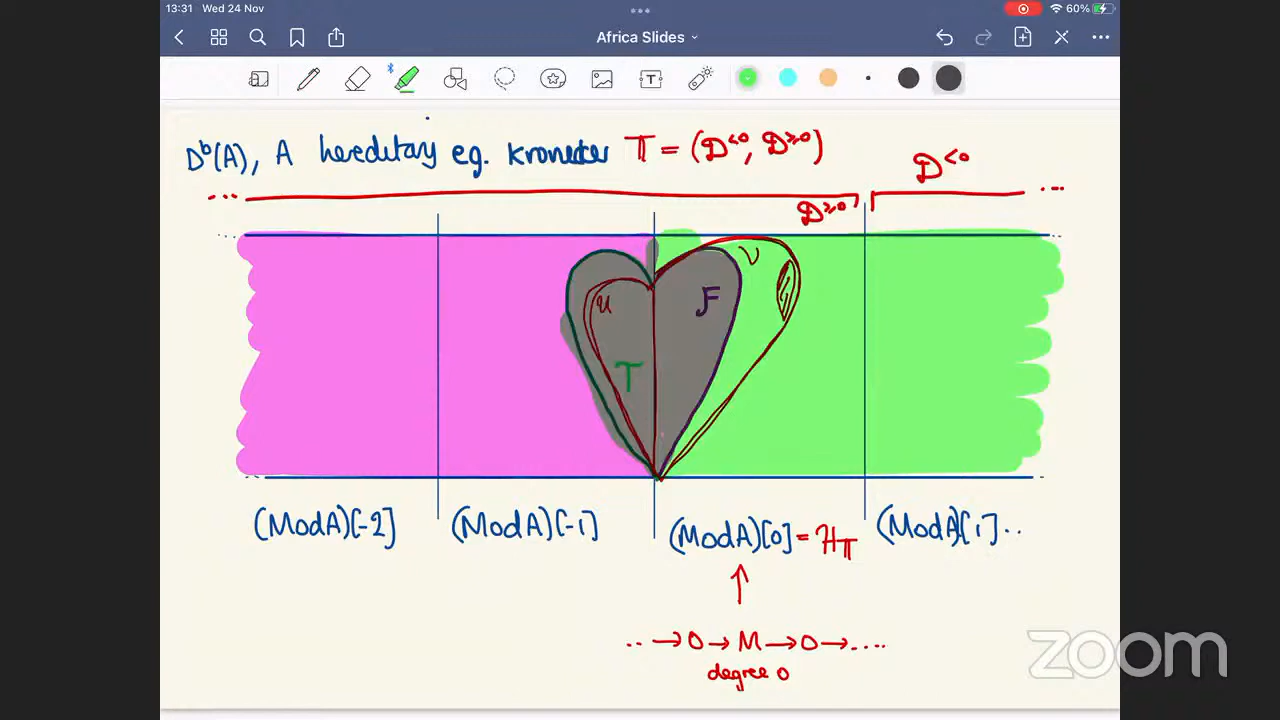 13:31 Wed 24 Nov
60%
Africa Slides
T
Dᵇ(A), A hereditary eg. Kronecker 𝕋 = (D^{<0}, D^{≥0})
D^{<0}
... ...
D^{≥0}
U T F V
(ModA)[-2] (ModA)[-1] (ModA)[0] = H_𝕋 (ModA)[1]..
↑
.. → 0 → M → 0 → ....
degree 0
zoom